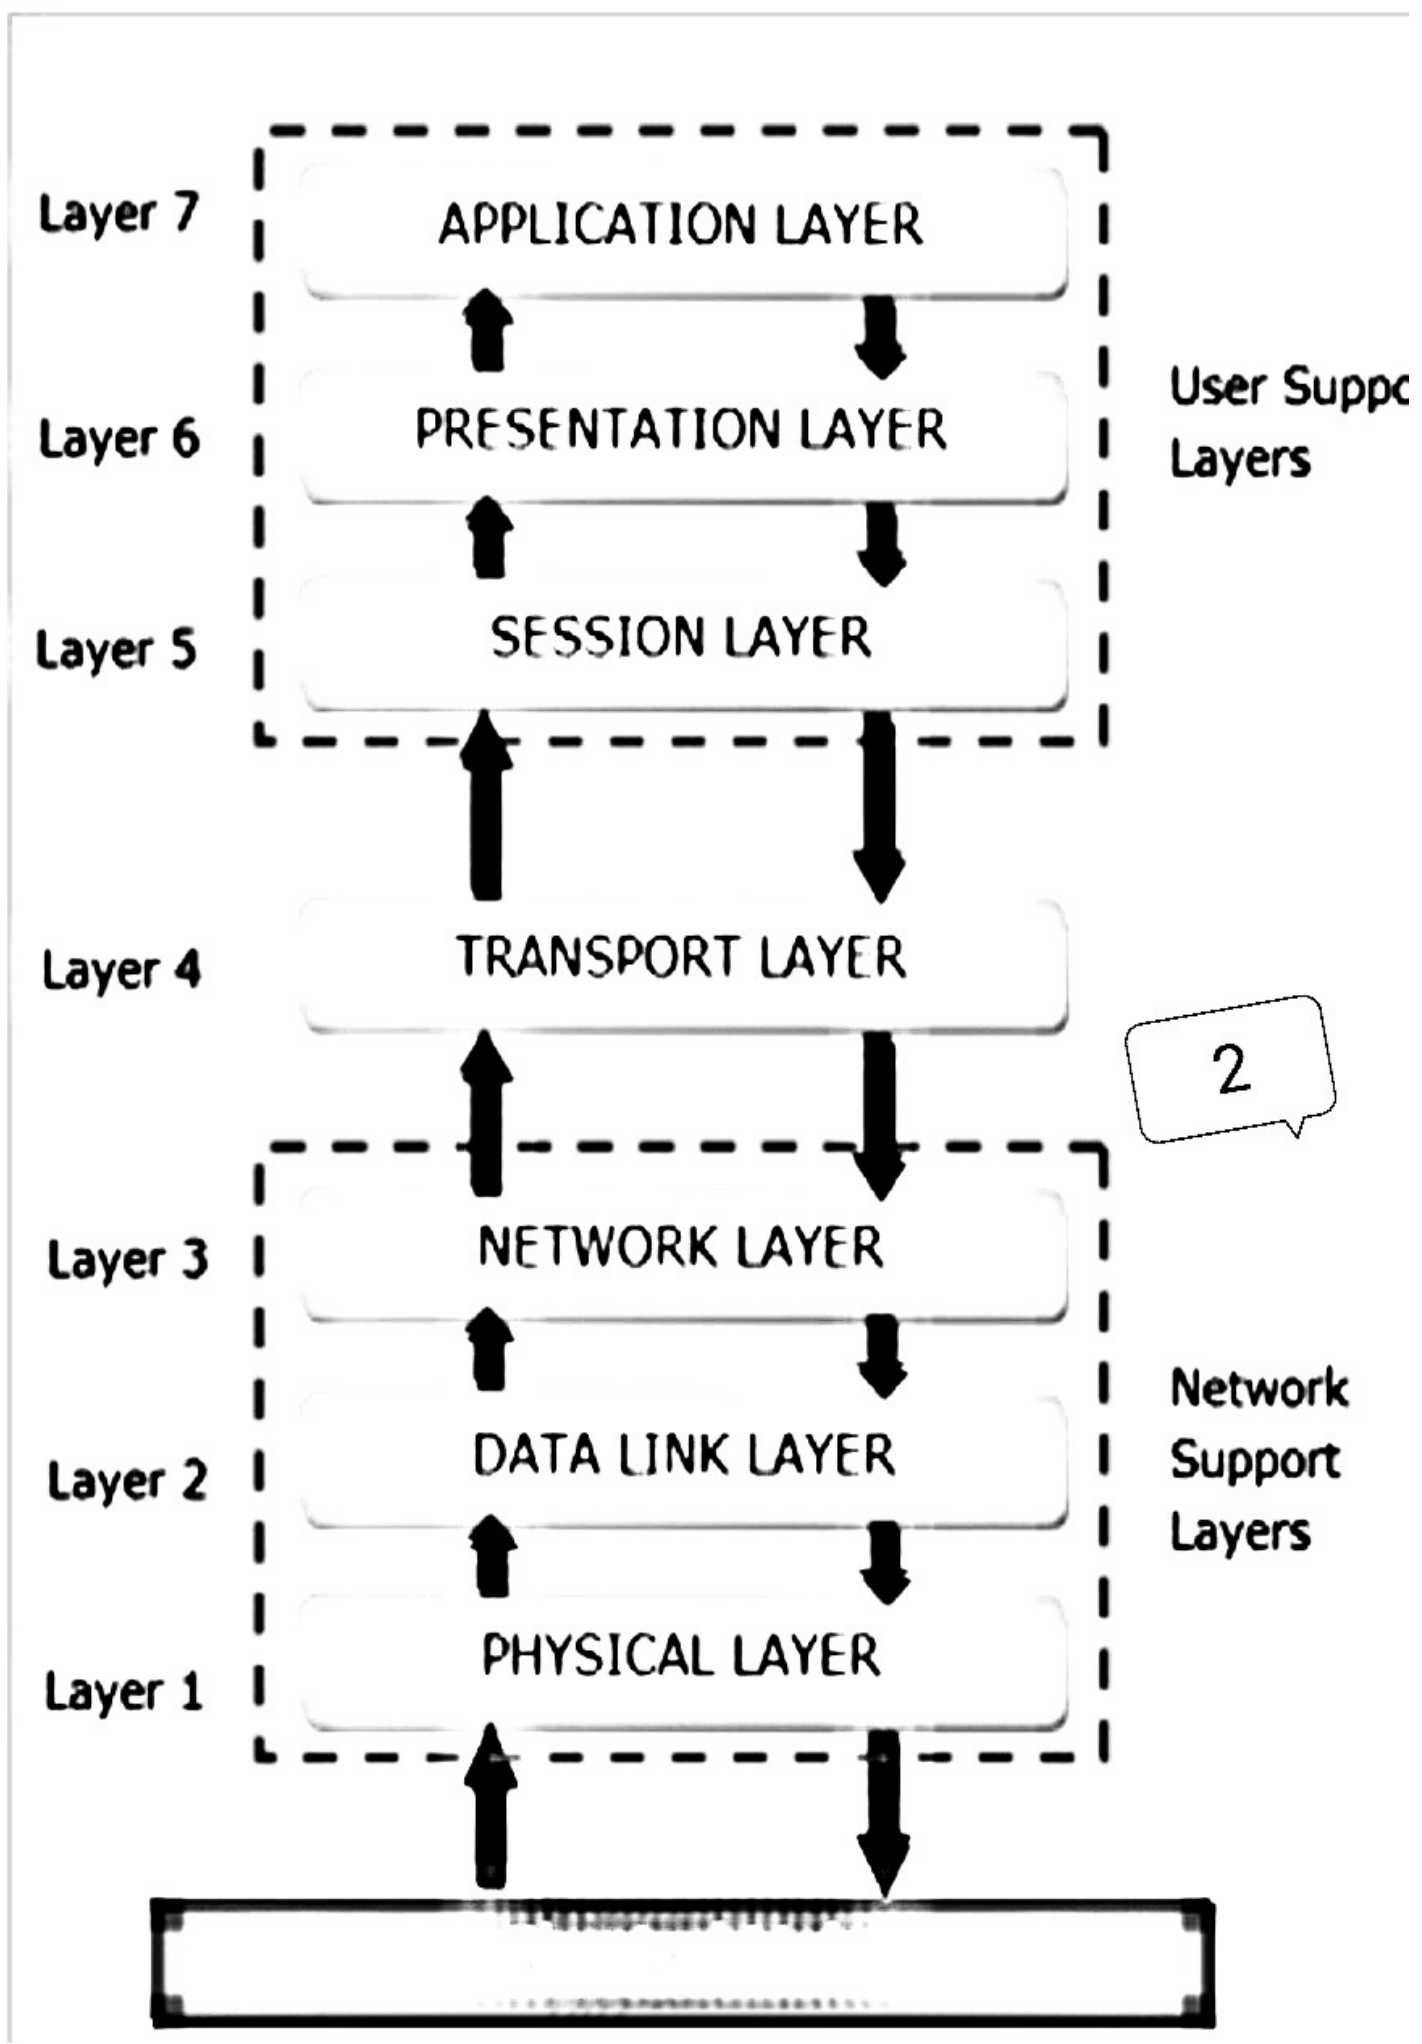 Layer 7
APPLICATION LAYER
Layer 6
PRESENTATION LAYER
User Suppo
Layers
Layer 5
SESSION LAYER
Layer 4
TRANSPORT LAYER
2
Layer 3
NETWORK LAYER
Layer 2
DATA LINK LAYER
Network
Support
Layers
Layer 1
PHYSICAL LAYER